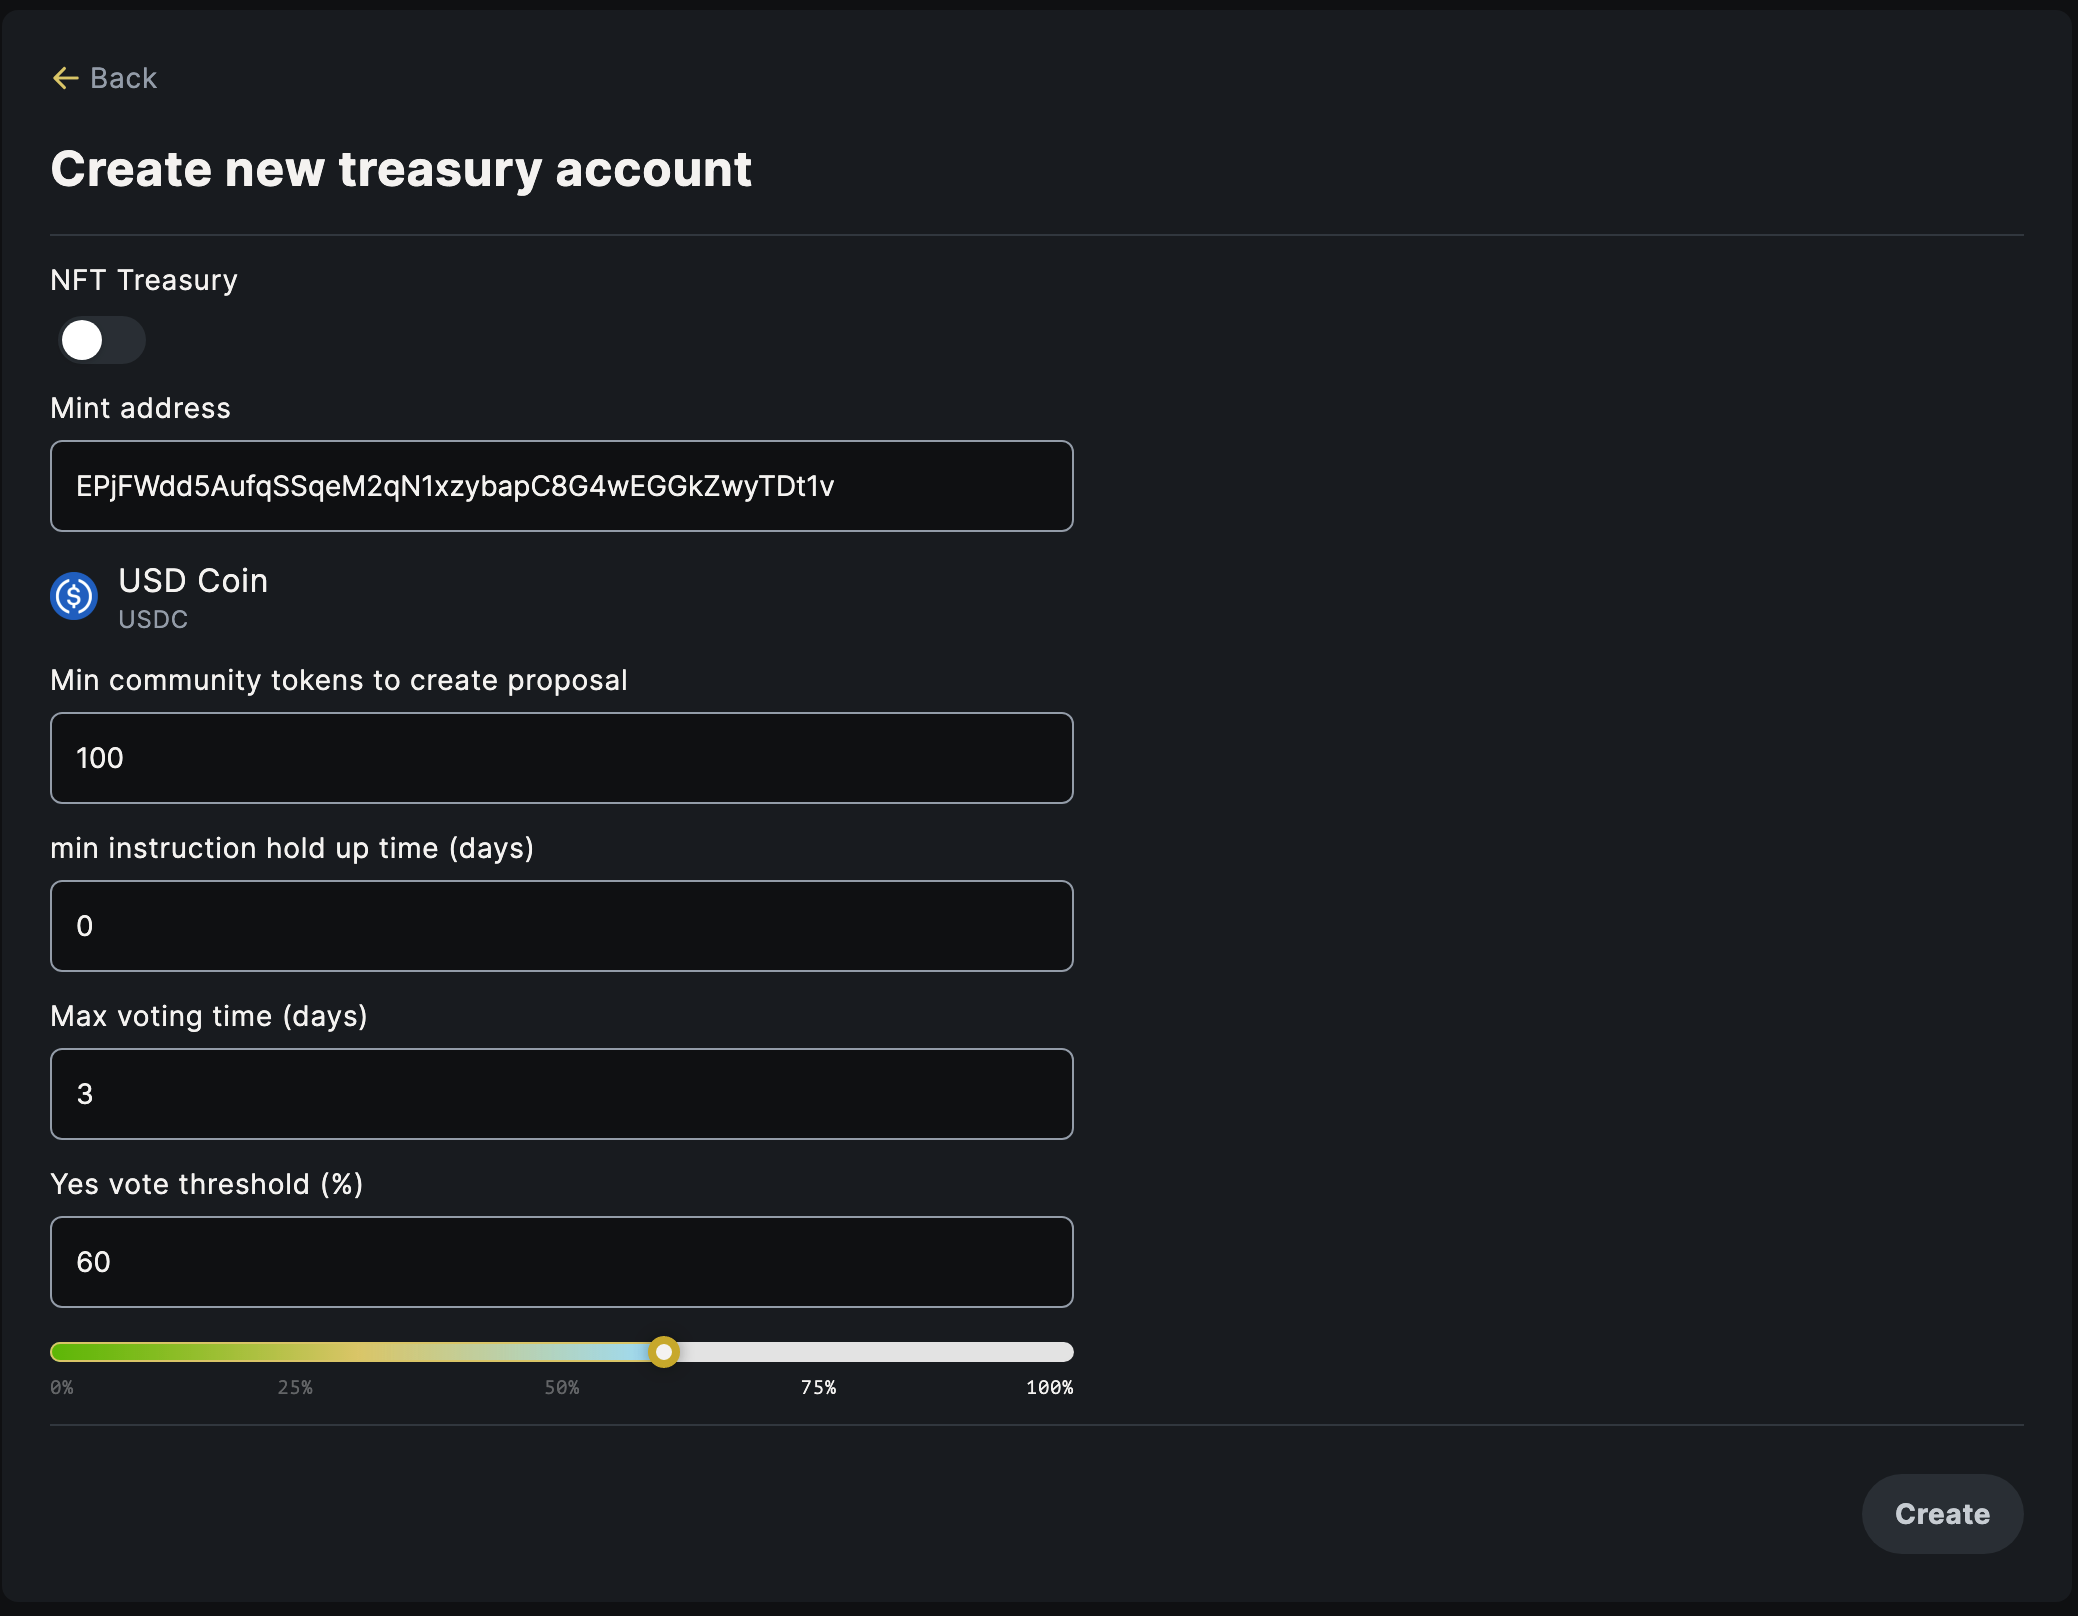 Back
Create new treasury account
NFT Treasury
Mint address
EPjFWdd5AufqSSqeM2qN1xzybapC8G4wEGGkZwyTDt1v
USD Coin
USDC
Min community tokens to create proposal
100
min instruction hold up time (days)
0
Max voting time (days)
3
Yes vote threshold (%)
60
0% 25% 50% 75% 100%
Create